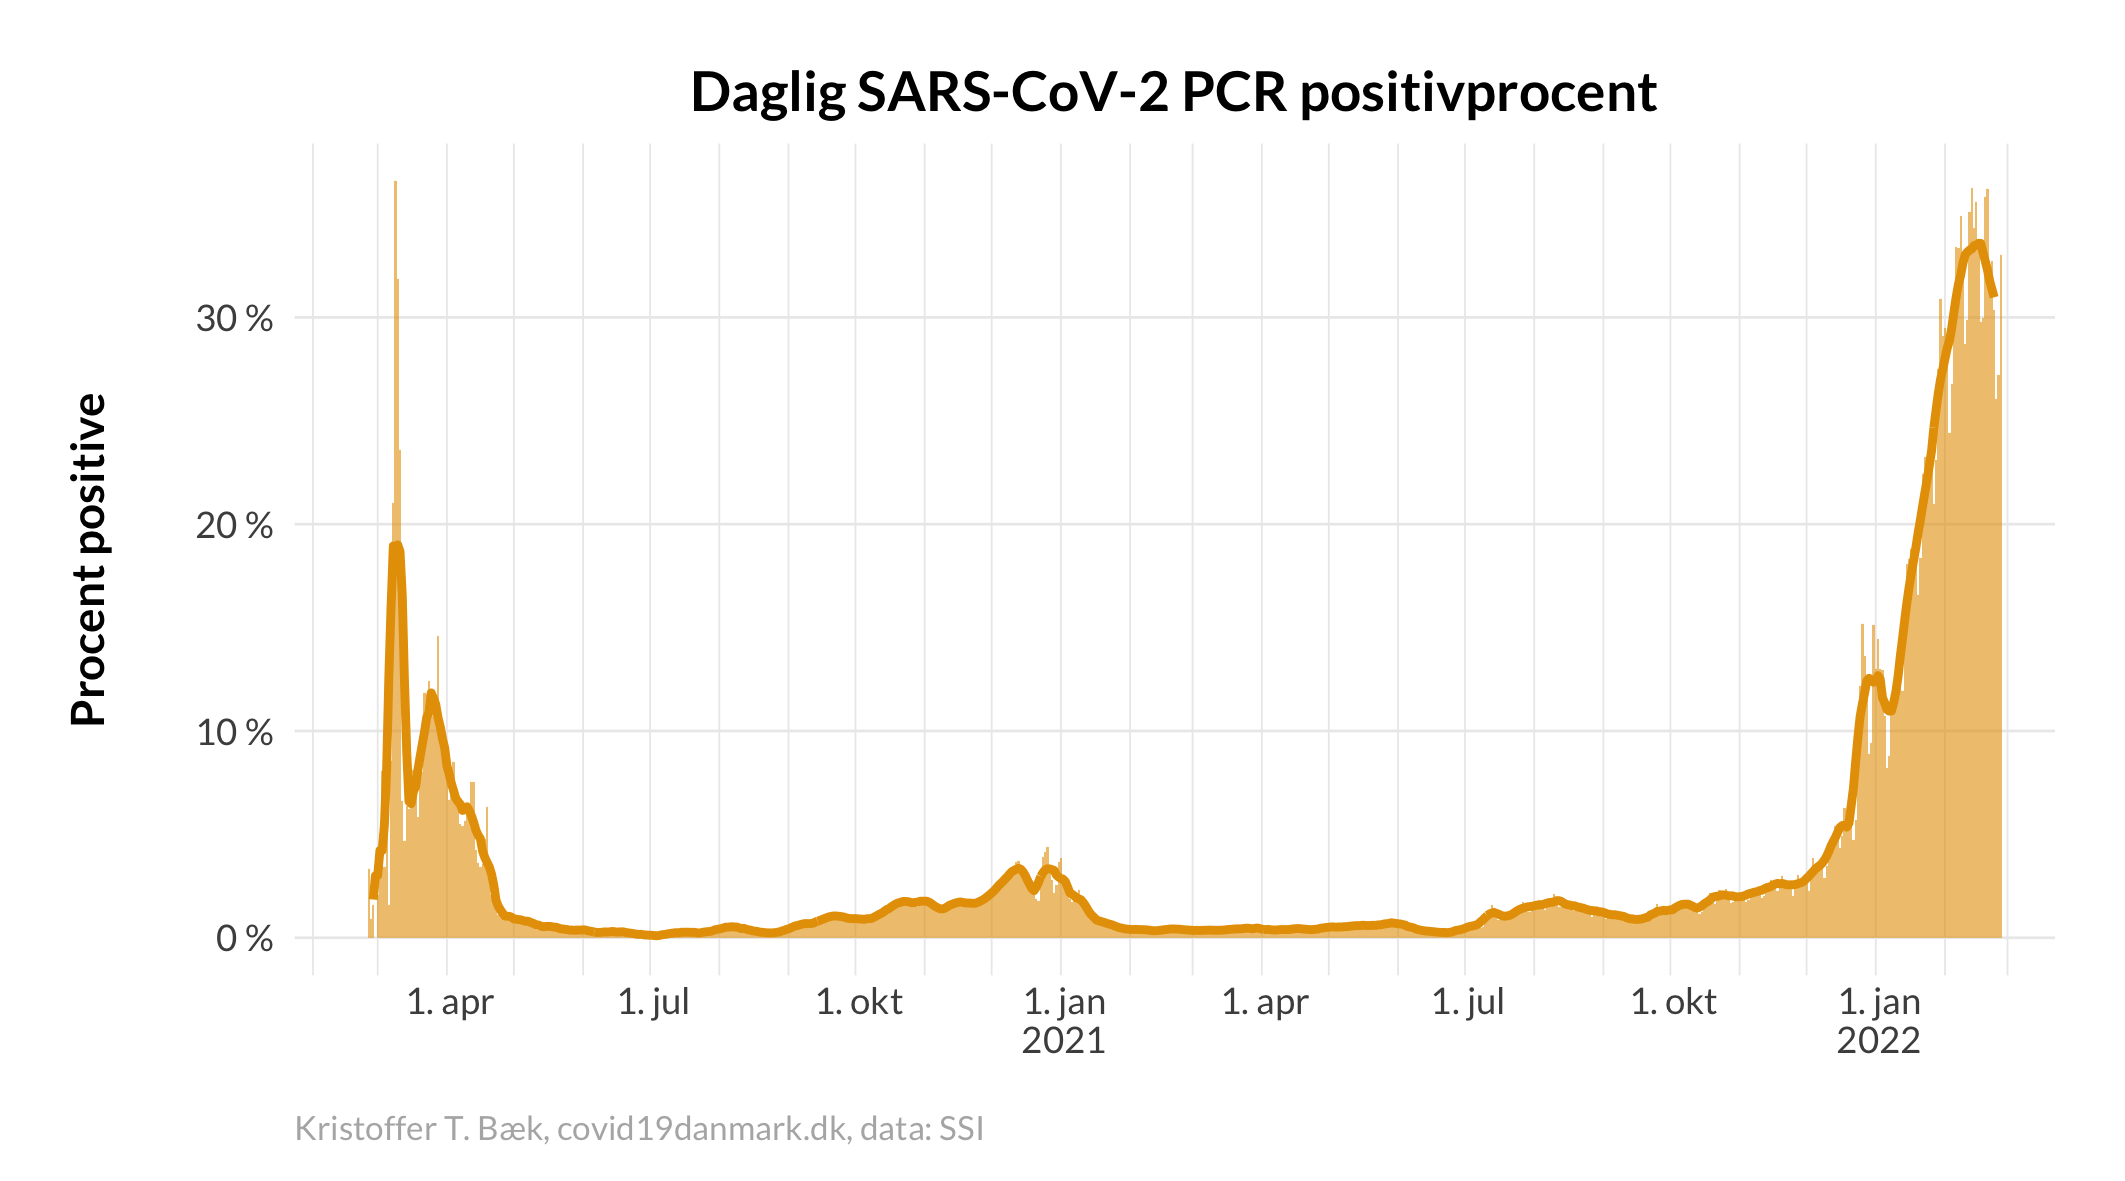 Daglig SARS-CoV-2 PCR positivprocent
Procent positive
30 %
20 %
10 %
0 %
1. apr
1. jul
1. okt
1. jan
2021
1. apr
1. jul
1. okt
1. jan
2022
Kristoffer T. Bæk, covid19danmark.dk, data: SSI